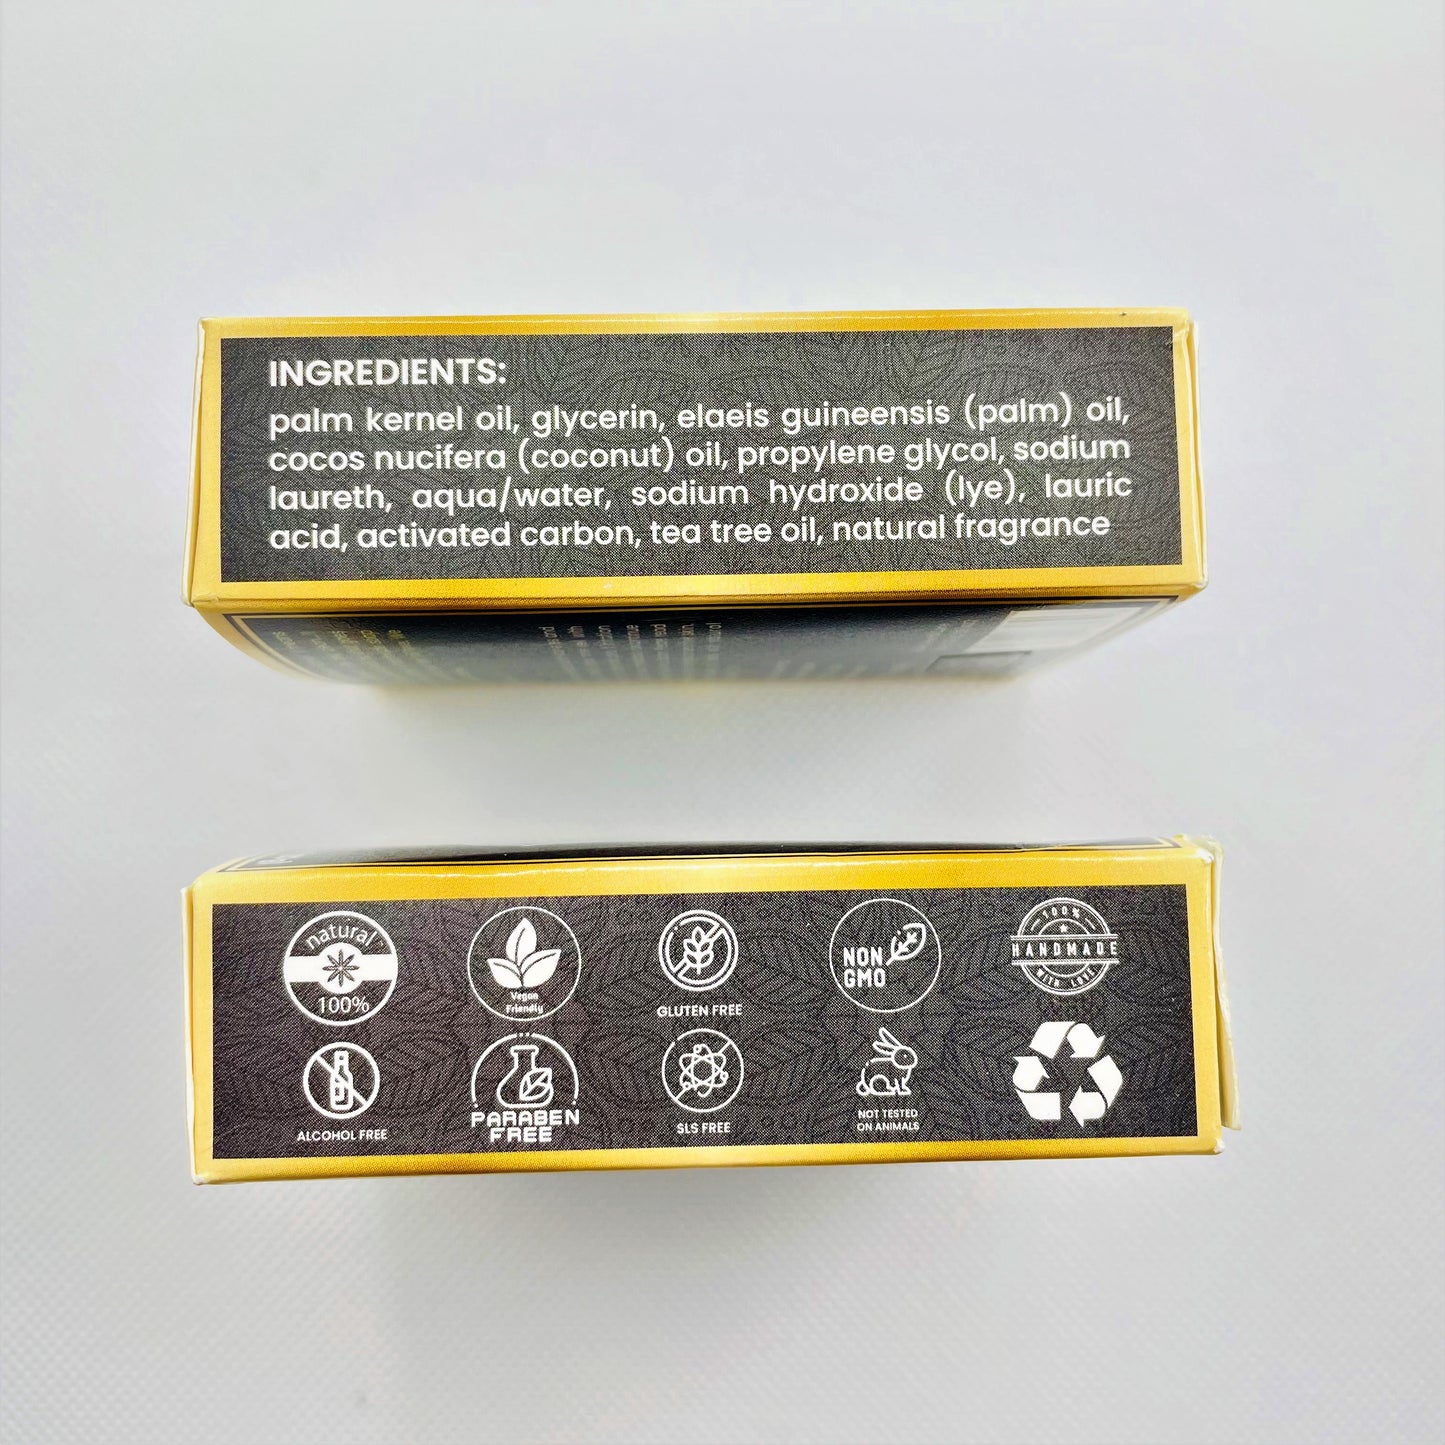 INGREDIENTS:
palm kernel oil, glycerin, elaeis guineensis (palm) oil,
cocos nucifera (coconut) oil, propylene glycol, sodium
laureth, aqua/water, sodium hydroxide (lye), lauric
acid, activated carbon, tea tree oil, natural fragrance
natural
100%
Vegan
Friendly
GLUTEN FREE
NON
GMO
100%
HANDMADE
WITH LOVE
ALCOHOL FREE
PARABEN
FREE
SLS FREE
NOT TESTED
ON ANIMALS